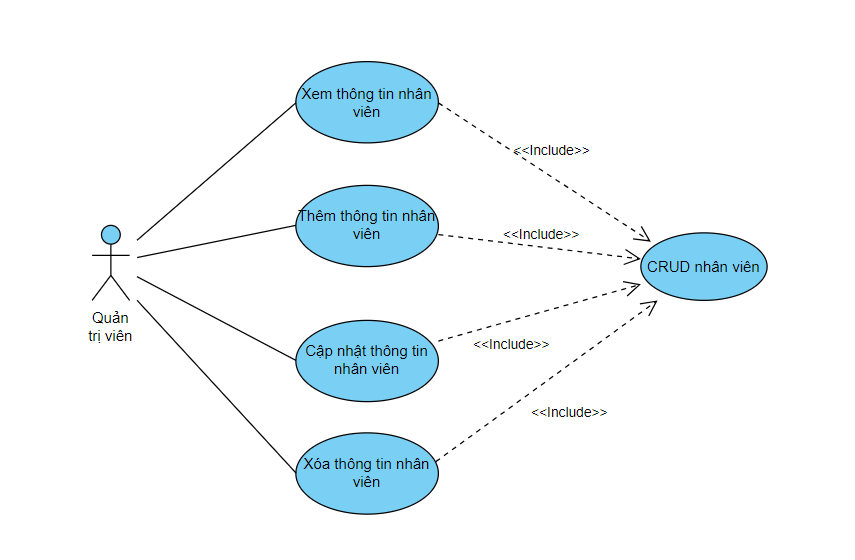 Xem thông tin nhân
viên
<<Include>>
Thêm thông tin nhân
viên
<<Include>>
CRUD nhân viên
Quản
trị viên
Cập nhật thông tin
nhân viên
<<Include>>
<<Include>>
Xóa thông tin nhân
viên